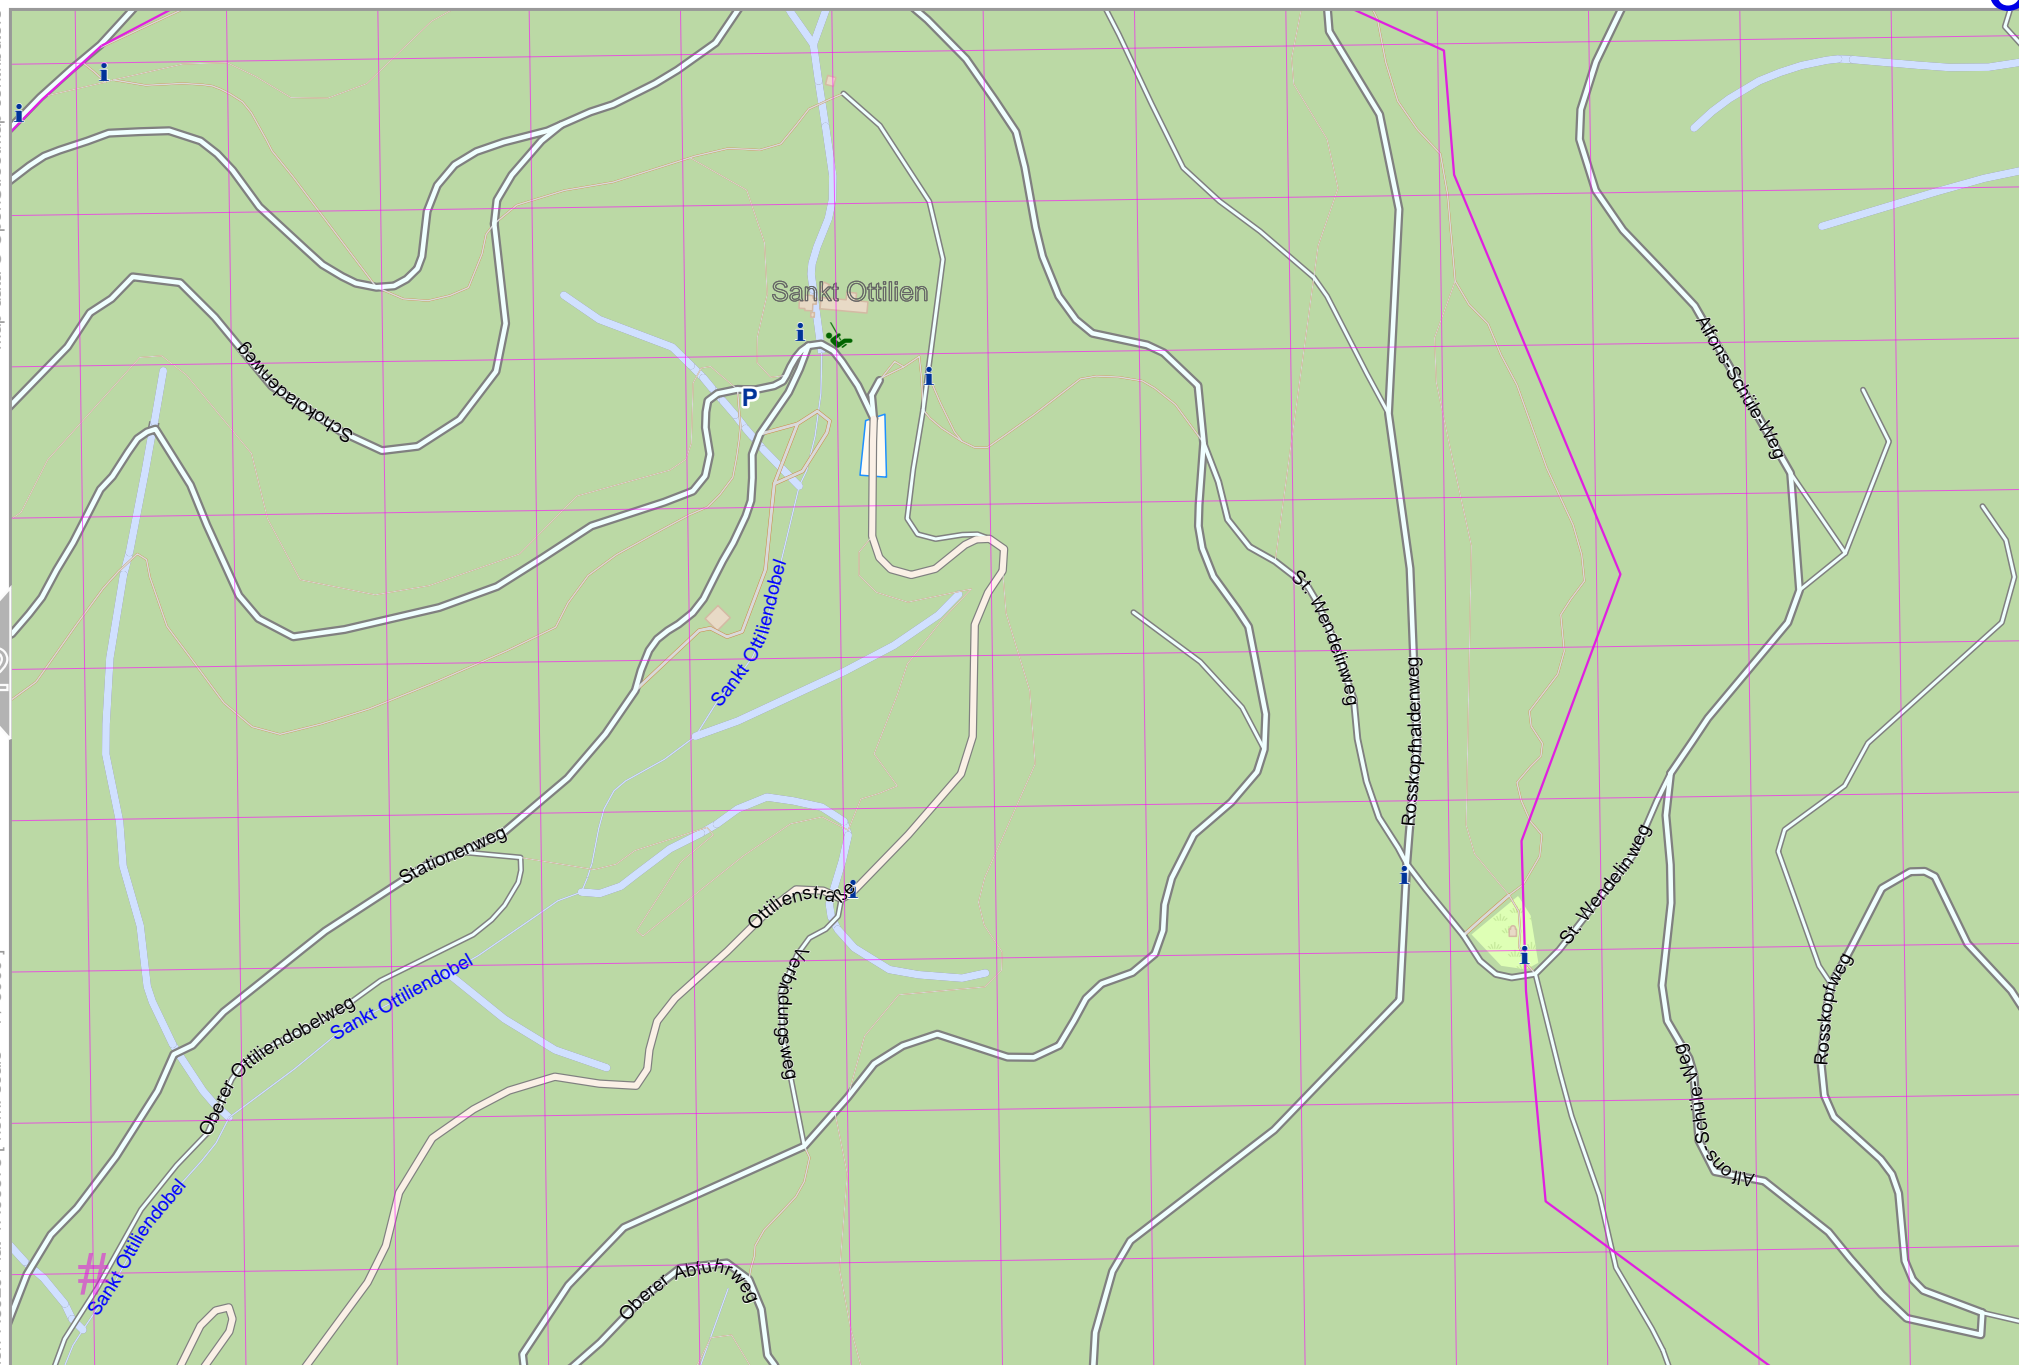 Sankt Ottilien
P
Schokoladenweg
Alfons-Schüle-Weg
St. Wendelinweg
Sankt Ottiliendobel
Rosskopfhaldenweg
Stationenweg
Ottilienstraße
St. Wendelinweg
Verbindungsweg
Oberer Ottiliendobelweg
Sankt Ottiliendobel
Rosskopfweg
Alfons-Schüle-Weg
Sankt Ottiliendobel
#
Oberer Abfuhrweg